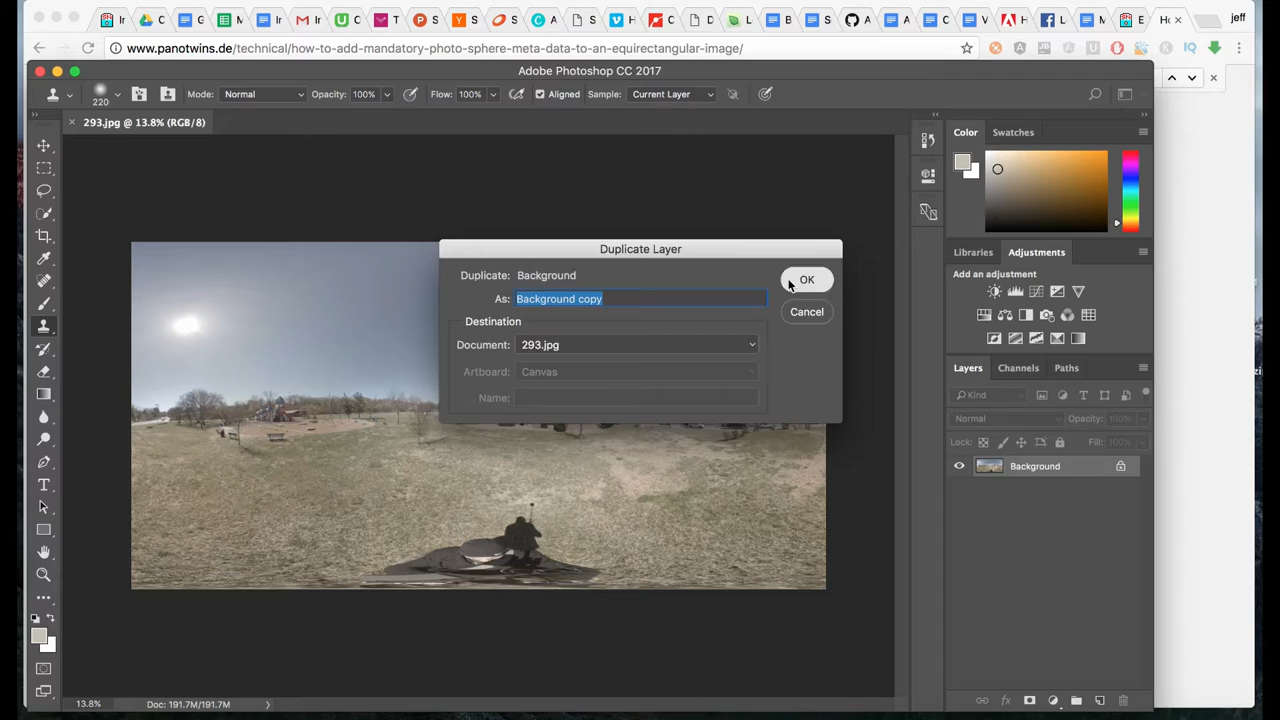 jeff
www.panotwins.de/technical/how-to-add-mandatory-photo-sphere-meta-data-to-an-equirectangular-image/
Adobe Photoshop CC 2017
220 Mode: Normal Opacity: 100% Flow: 100% Aligned Sample: Current Layer
293.jpg @ 13.8% (RGB/8)
Color Swatches
Duplicate Layer
Duplicate: Background
OK
As: Background copy
Cancel
Destination
Document: 293.jpg
Artboard: Canvas
Name:
Libraries Adjustments
Add an adjustment
Layers Channels Paths
Kind
Normal Opacity: 100%
Lock: Fill: 100%
Background
13.8% Doc: 191.7M/191.7M